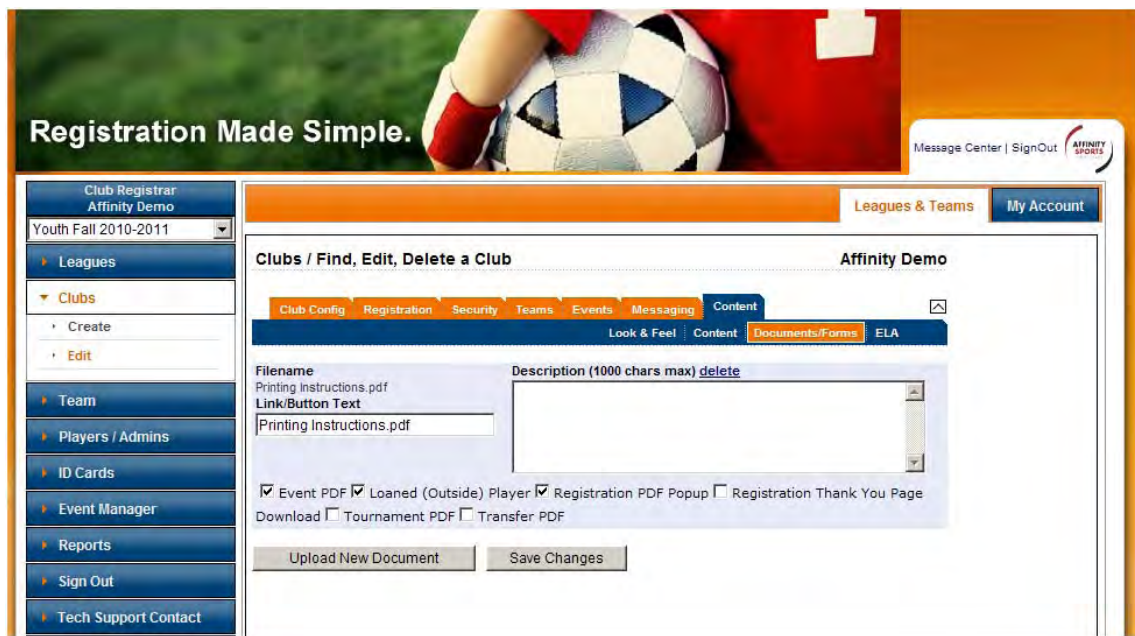 Registration Made Simple.
Message Center | SignOut
AFFINITY
SPORTS
Club Registrar
Affinity Demo
Youth Fall 2010-2011
Leagues
Clubs
Create
Edit
Team
Players / Admins
ID Cards
Event Manager
Reports
Sign Out
Tech Support Contact
Leagues & Teams
My Account
Clubs / Find, Edit, Delete a Club
Affinity Demo
Club Config Registration Security Teams Events Messaging Content
Look & Feel Content Documents/Forms ELA
Filename
Printing Instructions.pdf
Link/Button Text
Printing Instructions.pdf
Description (1000 chars max) delete
Event PDF Loaned (Outside) Player Registration PDF Popup Registration Thank You Page
Download Tournament PDF Transfer PDF
Upload New Document
Save Changes